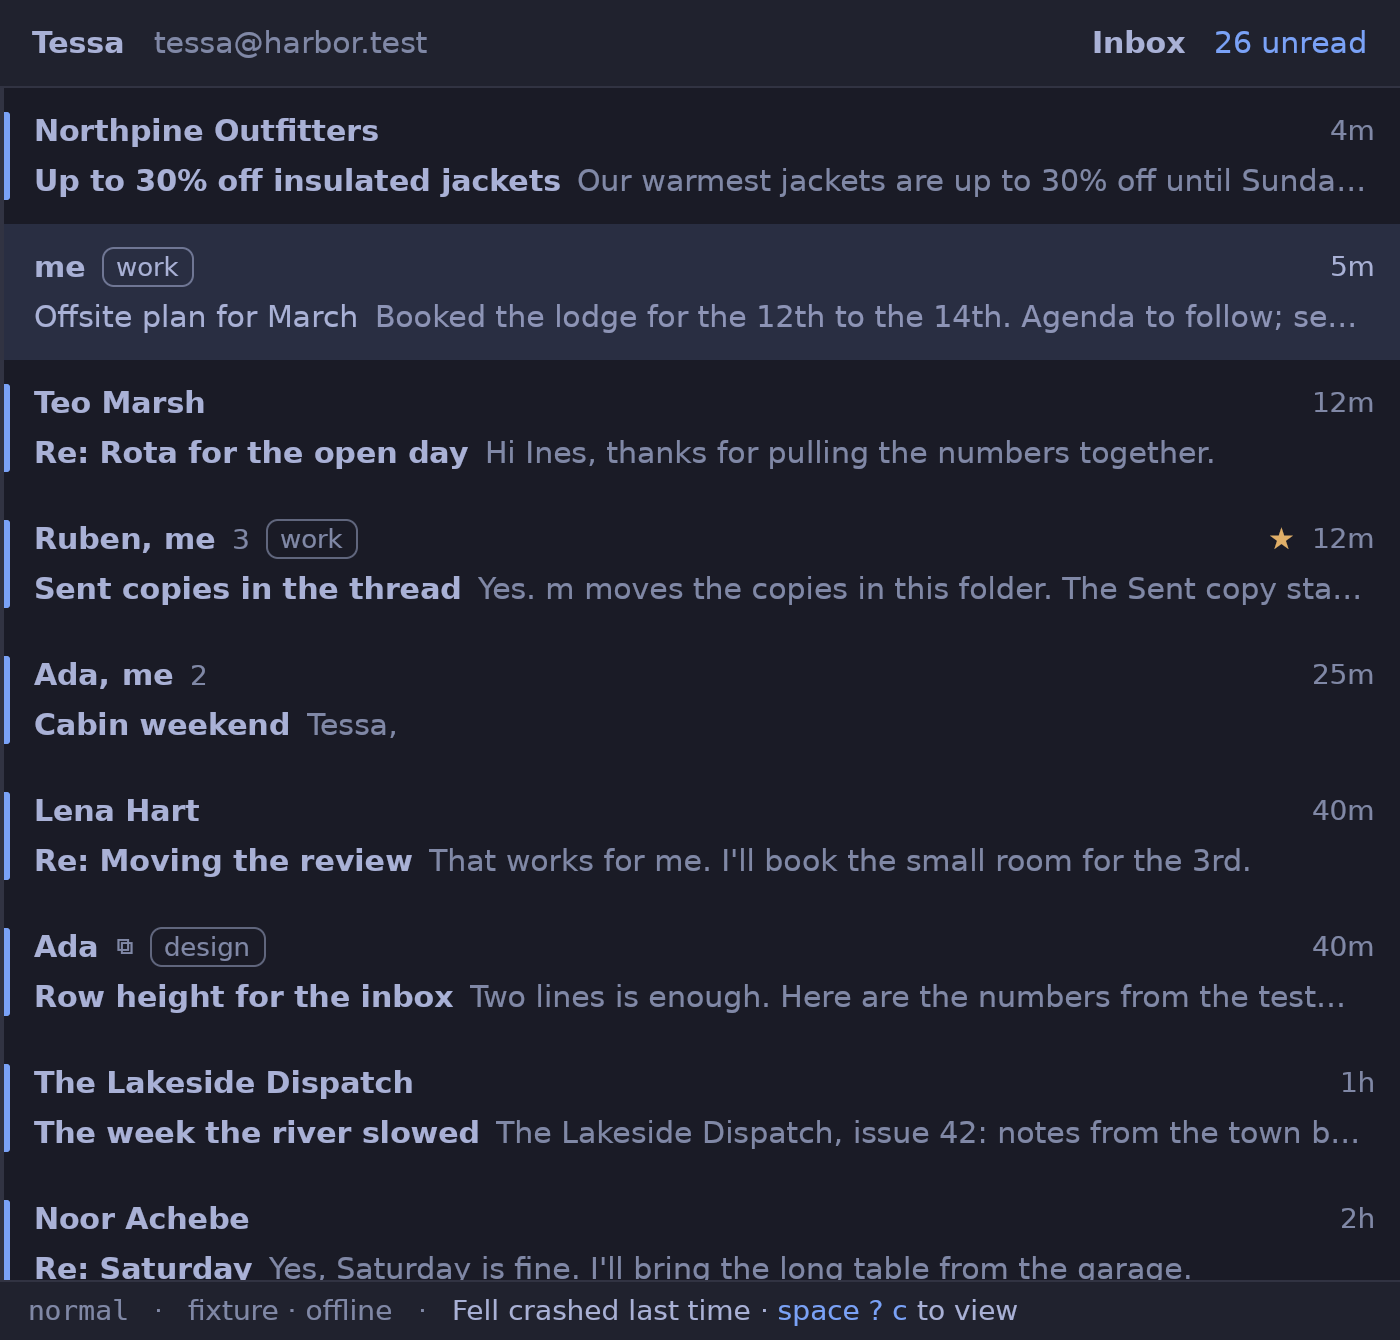 Tessa tessa@harbor.test Inbox 26 unread
Northpine Outfitters 4m
Up to 30% off insulated jackets Our warmest jackets are up to 30% off until Sunda…
me work 5m
Offsite plan for March Booked the lodge for the 12th to the 14th. Agenda to follow; se…
Teo Marsh 12m
Re: Rota for the open day Hi Ines, thanks for pulling the numbers together.
Ruben, me 3 work ★ 12m
Sent copies in the thread Yes. m moves the copies in this folder. The Sent copy sta…
Ada, me 2 25m
Cabin weekend Tessa,
Lena Hart 40m
Re: Moving the review That works for me. I'll book the small room for the 3rd.
Ada ⧉ design 40m
Row height for the inbox Two lines is enough. Here are the numbers from the test…
The Lakeside Dispatch 1h
The week the river slowed The Lakeside Dispatch, issue 42: notes from the town b…
Noor Achebe 2h
Re: Saturday Yes, Saturday is fine. I'll bring the long table from the garage.
normal · fixture · offline · Fell crashed last time · space ? c to view